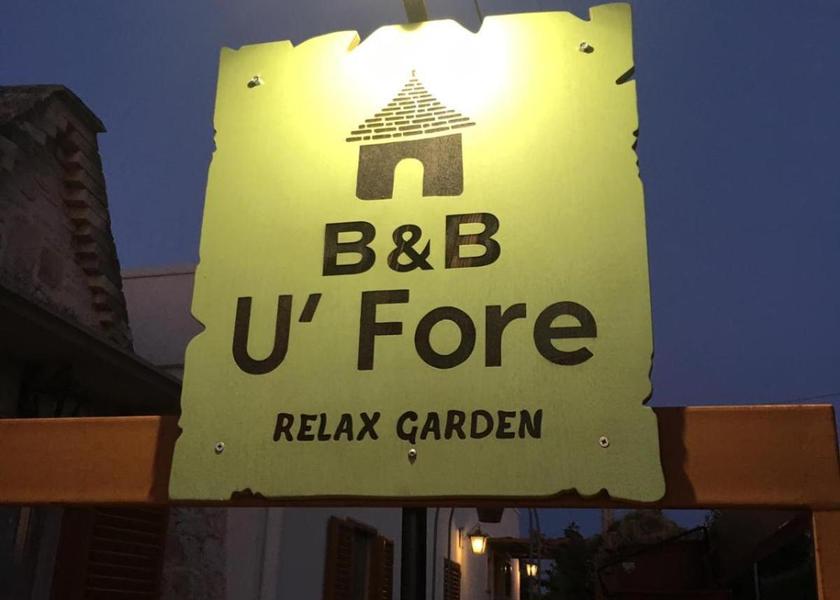 B&B
U' Fore
RELAX GARDEN